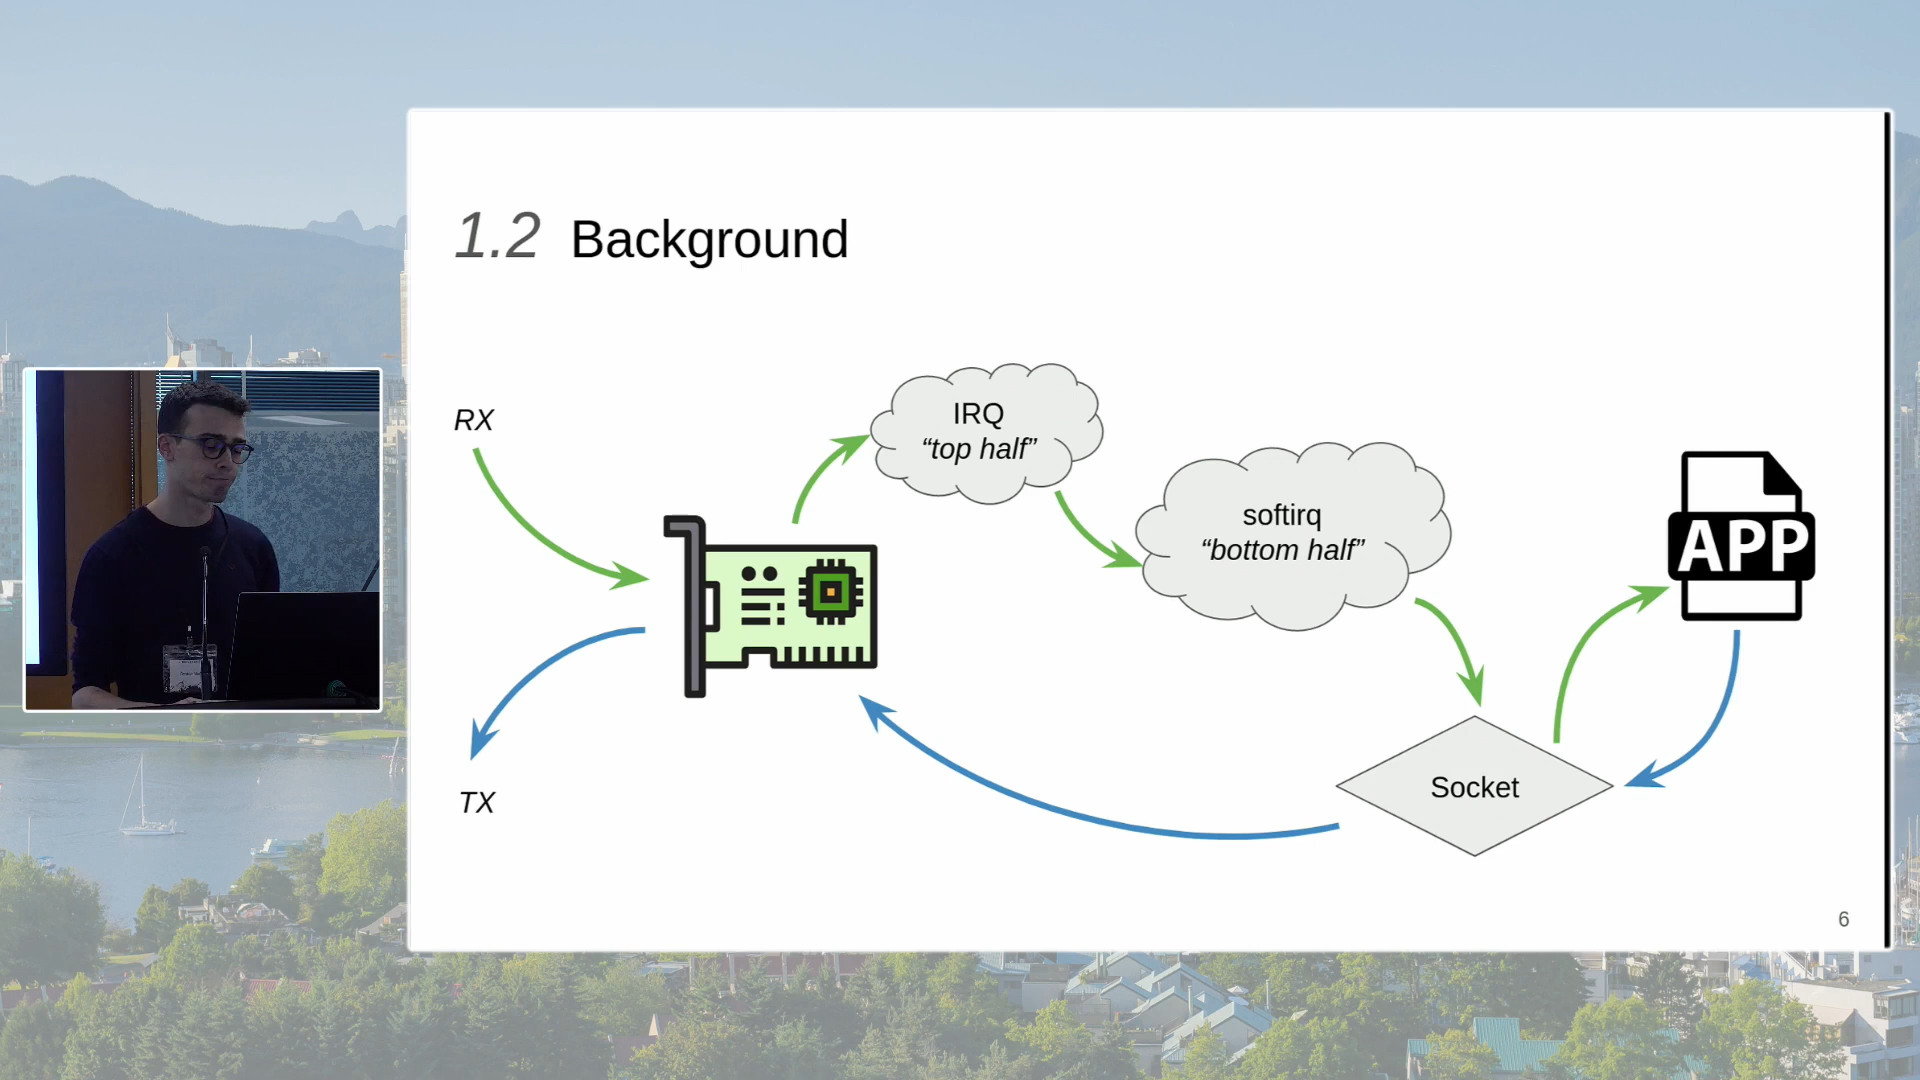 1.2 Background
RX
IRQ
“top half”
softirq
“bottom half”
APP
Socket
TX
6